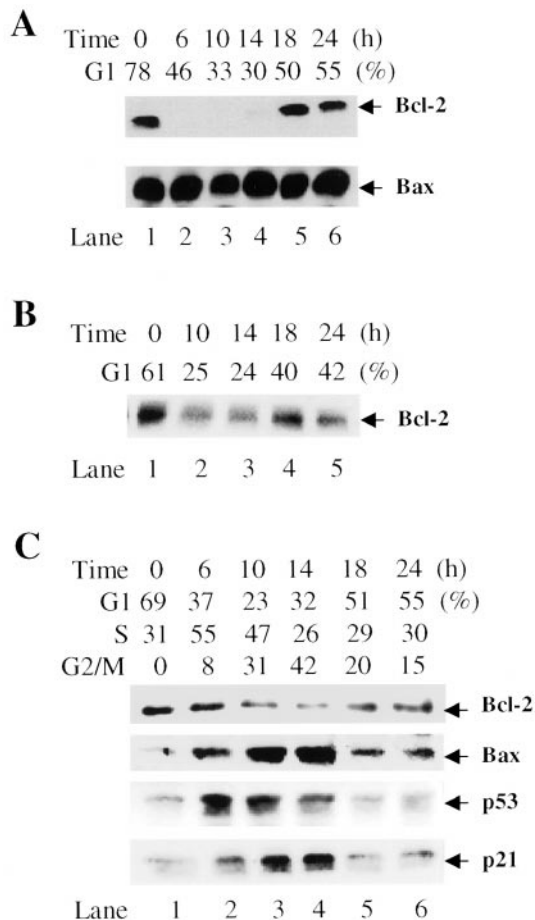 A
Time 0 6 10 14 18 24 (h)
G1 78 46 33 30 50 55 (%)
Bcl-2
Bax
Lane 1 2 3 4 5 6
B
Time 0 10 14 18 24 (h)
G1 61 25 24 40 42 (%)
Bcl-2
Lane 1 2 3 4 5
C
Time 0 6 10 14 18 24 (h)
G1 69 37 23 32 51 55 (%)
S 31 55 47 26 29 30
G2/M 0 8 31 42 20 15
Bcl-2
Bax
p53
p21
Lane 1 2 3 4 5 6